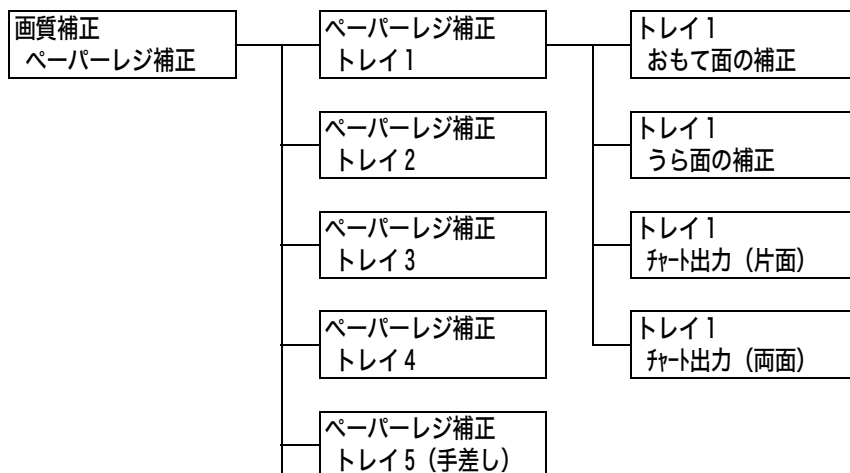 画質補正
ペーパーレジ補正
ペーパーレジ補正
トレイ1
トレイ1
おもて面の補正
ペーパーレジ補正
トレイ2
トレイ1
うら面の補正
ペーパーレジ補正
トレイ3
トレイ1
ﾁｬｰﾄ出力（片面）
ペーパーレジ補正
トレイ4
トレイ1
ﾁｬｰﾄ出力（両面）
ペーパーレジ補正
トレイ5（手差し）